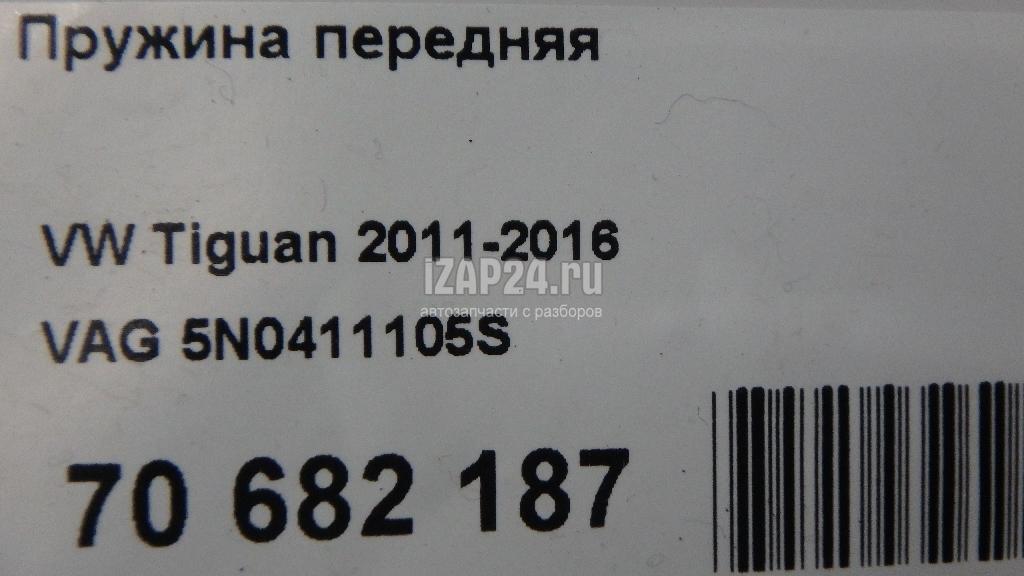 Пружина передняя
VW Tiguan 2011-2016
iZAP24.ru
автозапчасти с разборов
VAG 5N0411105S
70 682 187